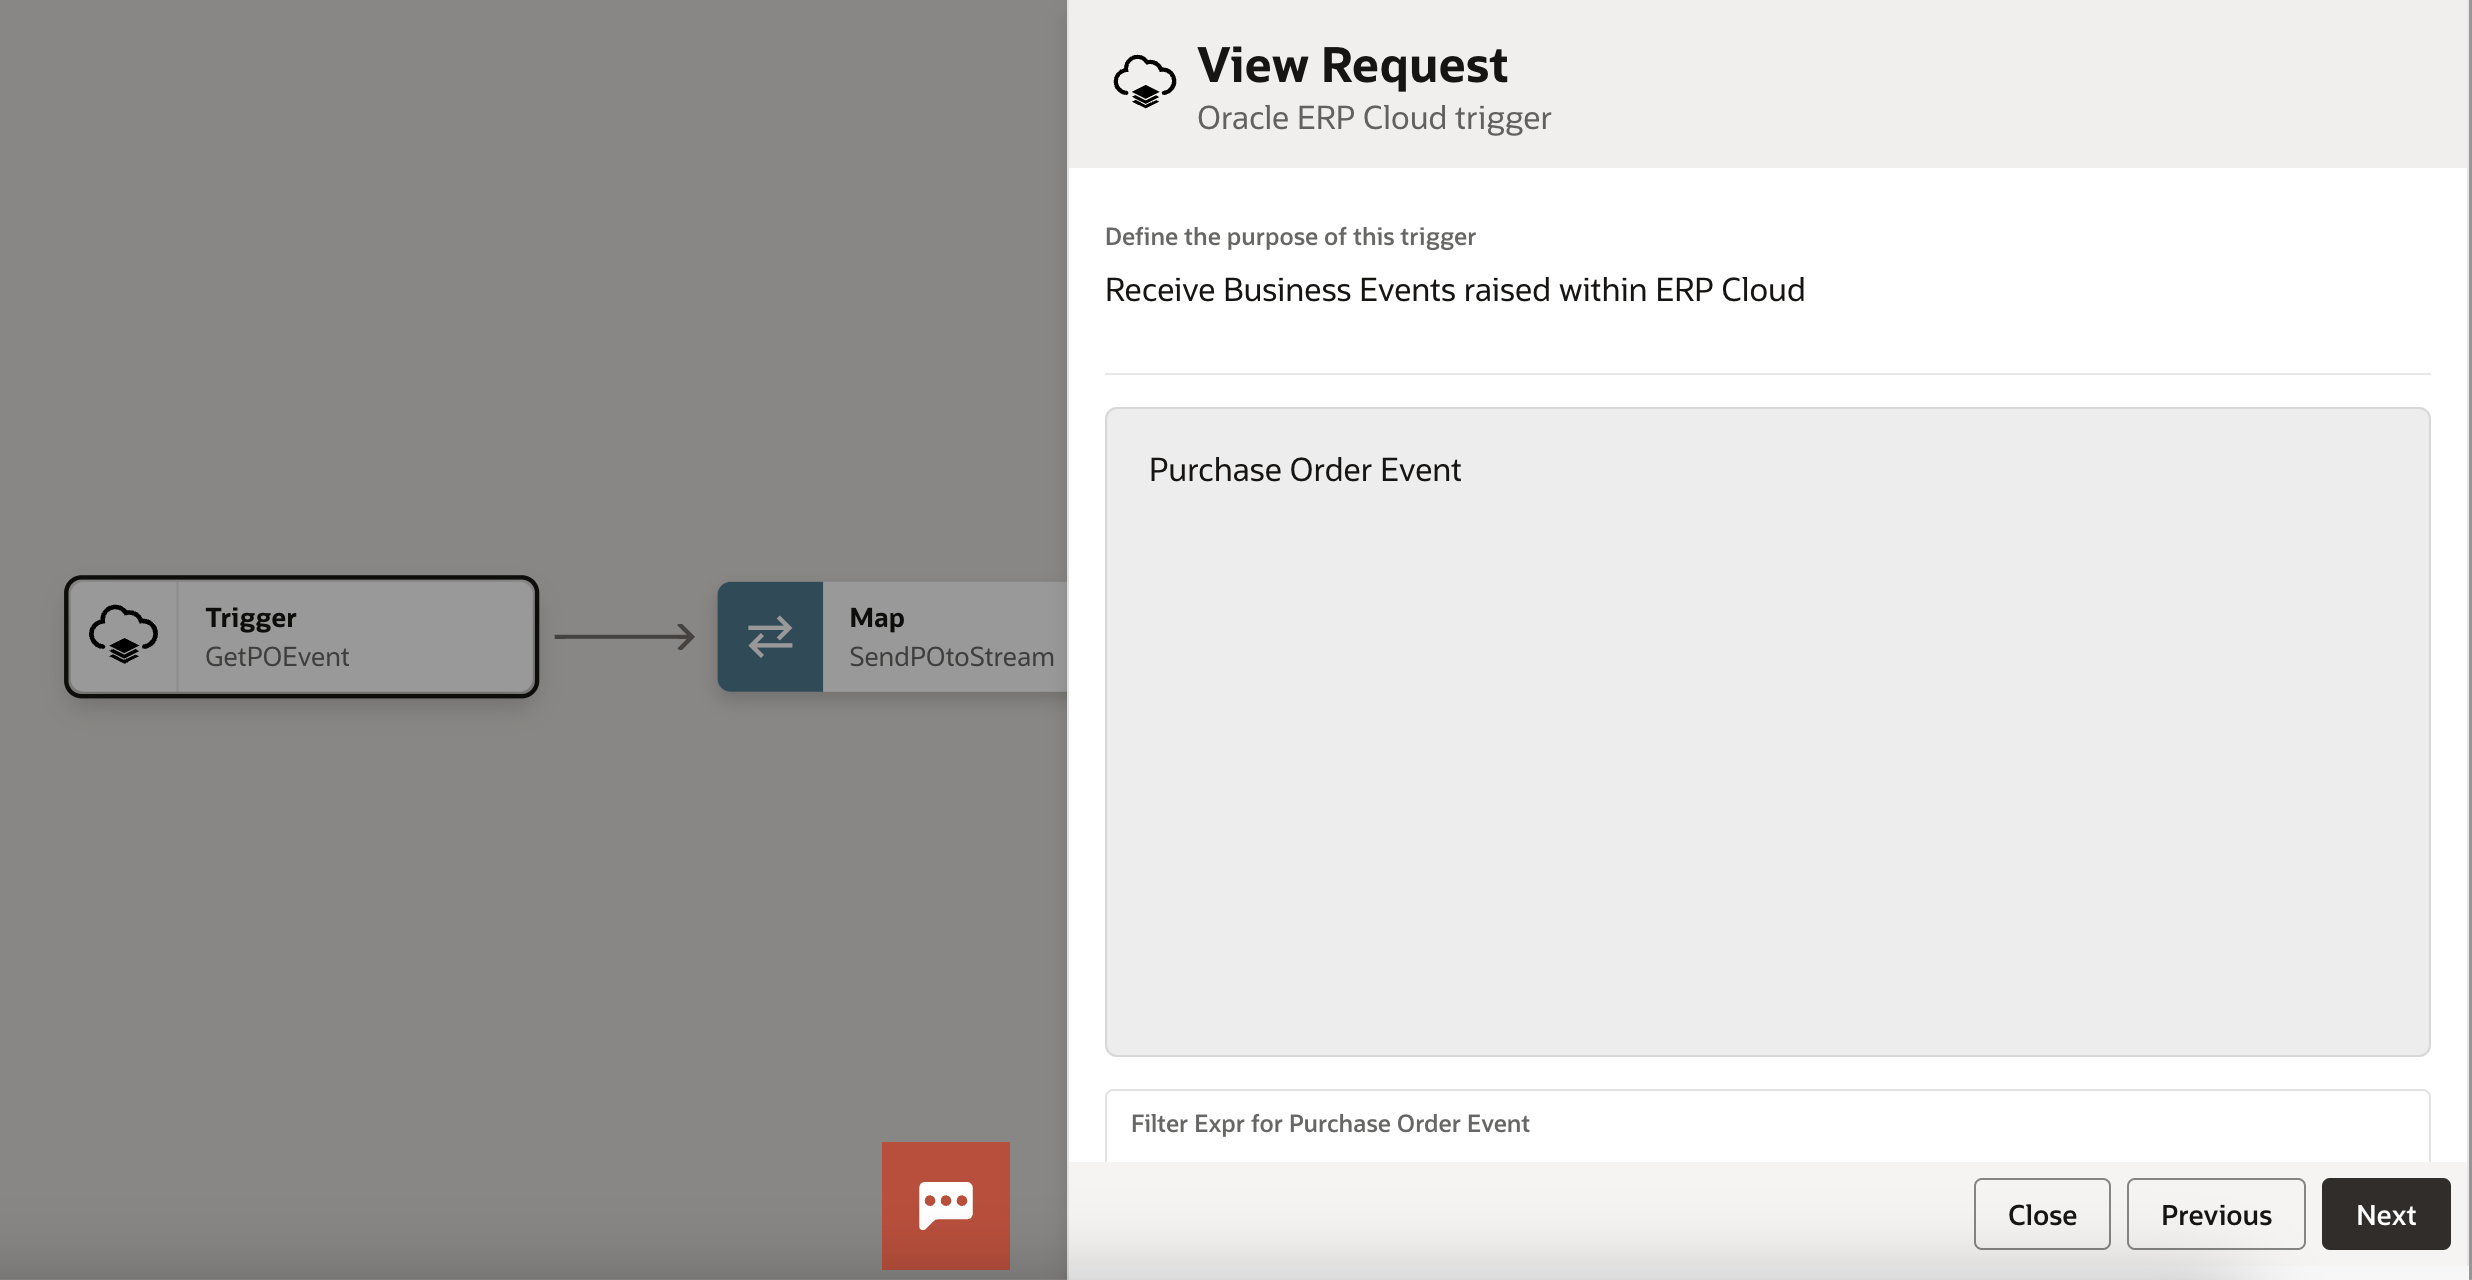 View Request
Oracle ERP Cloud trigger
Define the purpose of this trigger
Receive Business Events raised within ERP Cloud
Purchase Order Event
Trigger
GetPOEvent
Map
SendPOtoStream
Filter Expr for Purchase Order Event
Close
Previous
Next